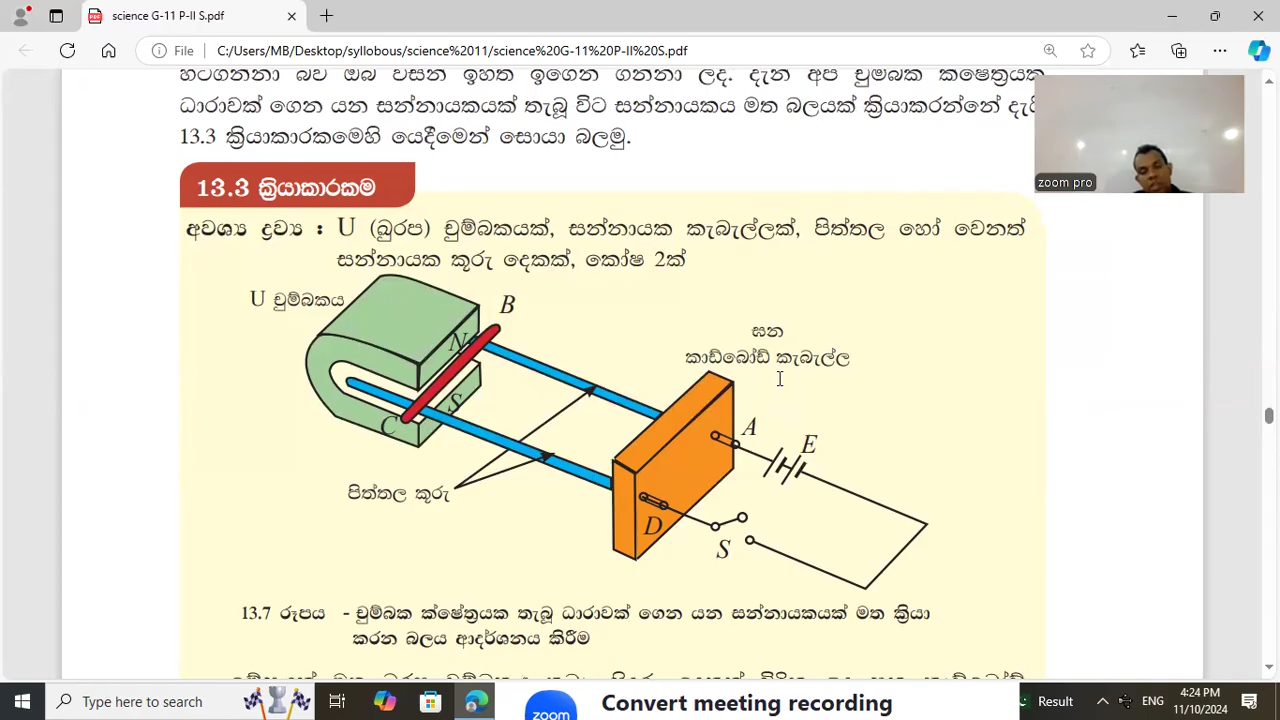 science G-11 P-II S.pdf
File
C:/Users/MB/Desktop/syllobous/science%2011/science%20G-11%20P-II%20S.pdf
ධාරාවක් ගෙන යන සන්නායකයක් තැබූ විට සන්නායකය මත බලයක් ක්‍රියාකරන්නේ
13.3 ක්‍රියාකාරකමෙහි යෙදීමෙන් සොයා බලමු.
zoom pro
13.3 ක්‍රියාකාරකම
අවශ්‍ය ද්‍රව්‍ය : U (ඛුරප) චුම්බකයක්, සන්නායක කැබැල්ලක්, පිත්තල හෝ වෙනත්
සන්නායක කූරු දෙකක්, කෝෂ 2ක්
U චුම්බකය
B
N
S
C
ඝන
කාඩ්බෝඩ් කැබැල්ල
A
E
පිත්තල කූරු
D
S
13.7 රූපය - චුම්බක ක්ෂේත්‍රයක තැබූ ධාරාවක් ගෙන යන සන්නායකයක් මත ක්‍රියා
කරන බලය ආදර්ශනය කිරීම
Type here to search
zoom
Convert meeting recording
Result
ENG
4:24 PM
11/10/2024